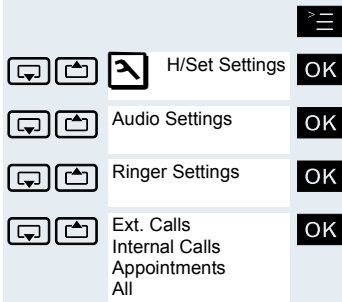 H/Set Settings OK
Audio Settings OK
Ringer Settings OK
Ext. Calls OK
Internal Calls
Appointments
All